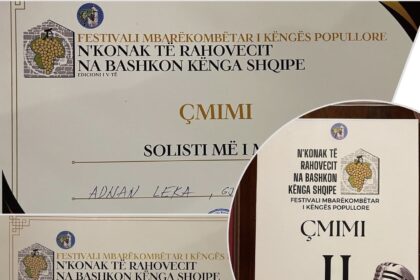 FESTIVALI MBARËKOMBËTAR I KËNGËS POPULLORE
N'KONAK TË RAHOVECIT
NA BASHKON KËNGA SHQIPE
EDICIONI I V TË
ÇMIMI
SOLISTI MË I
ADNAN LEKA
FESTIVALI MBARËKOMBËTAR I KËNGËS
N'KONAK TË RAHOVECIT
NA BASHKON KËNGA SHQIPE
N'KONAK TË
RAHOVECIT
NA BASHKON
KËNGA SHQIPE
FESTIVALI MBARËKOMBËTAR
I KËNGËS POPULLORE
ÇMIMI
II